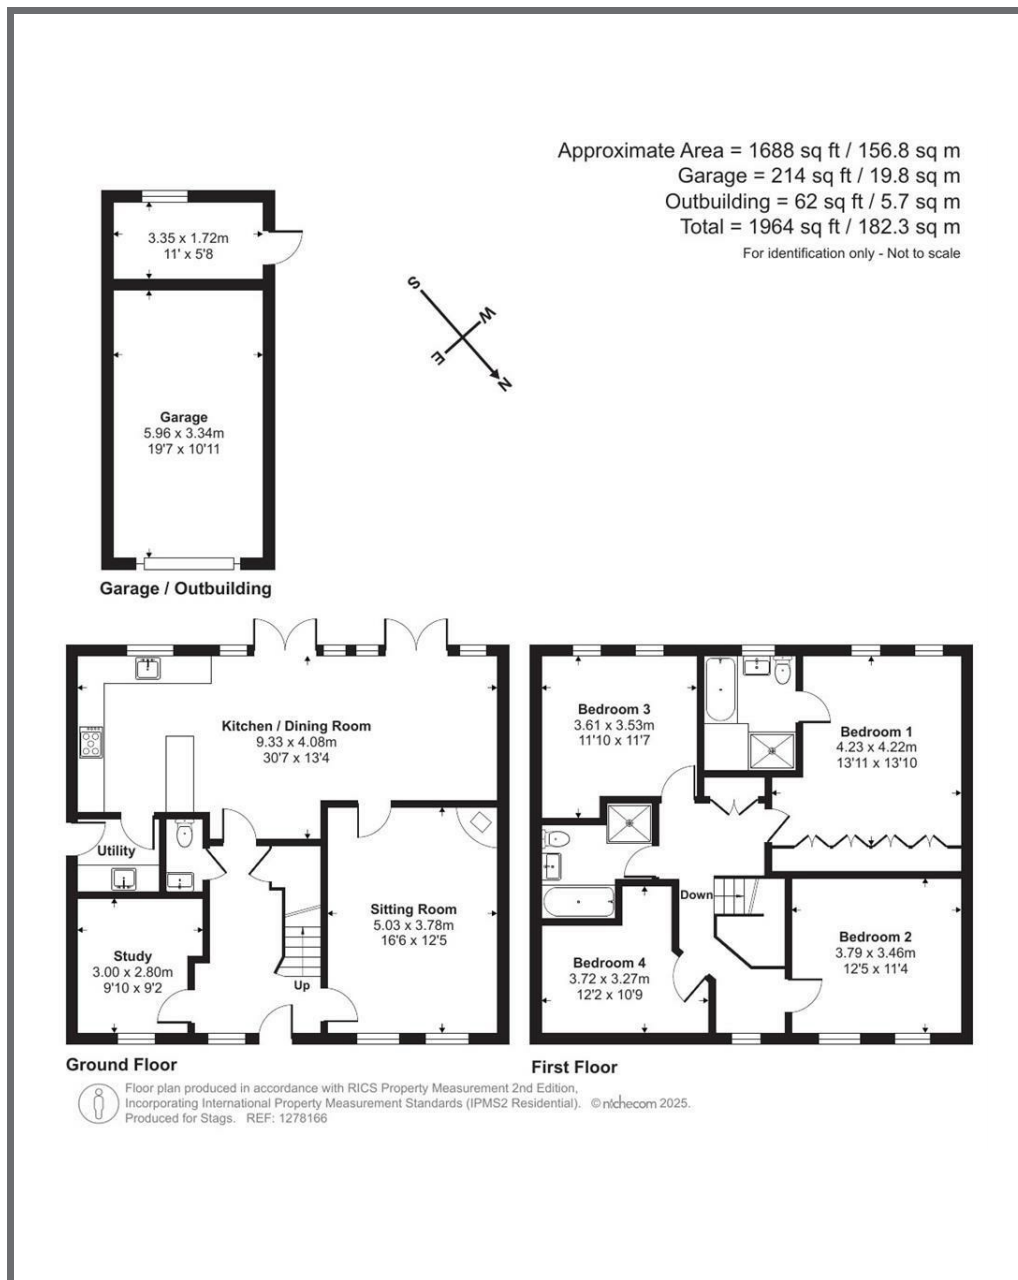 Approximate Area = 1688 sq ft / 156.8 sq m
Garage = 214 sq ft / 19.8 sq m
Outbuilding = 62 sq ft / 5.7 sq m
Total = 1964 sq ft / 182.3 sq m
For identification only - Not to scale
3.35 x 1.72m
11' x 5'8
S
W
E
N
Garage
5.96 x 3.34m
19'7 x 10'11
Garage / Outbuilding
Kitchen / Dining Room
9.33 x 4.08m
30'7 x 13'4
Utility
Sitting Room
5.03 x 3.78m
16'6 x 12'5
Study
3.00 x 2.80m
9'10 x 9'2
Up
Ground Floor
Bedroom 3
3.61 x 3.53m
11'10 x 11'7
Bedroom 1
4.23 x 4.22m
13'11 x 13'10
Down
Bedroom 2
3.79 x 3.46m
12'5 x 11'4
Bedroom 4
3.72 x 3.27m
12'2 x 10'9
First Floor
Floor plan produced in accordance with RICS Property Measurement 2nd Edition,
Incorporating International Property Measurement Standards (IPMS2 Residential). © nichecom 2025.
Produced for Stags. REF: 1278166